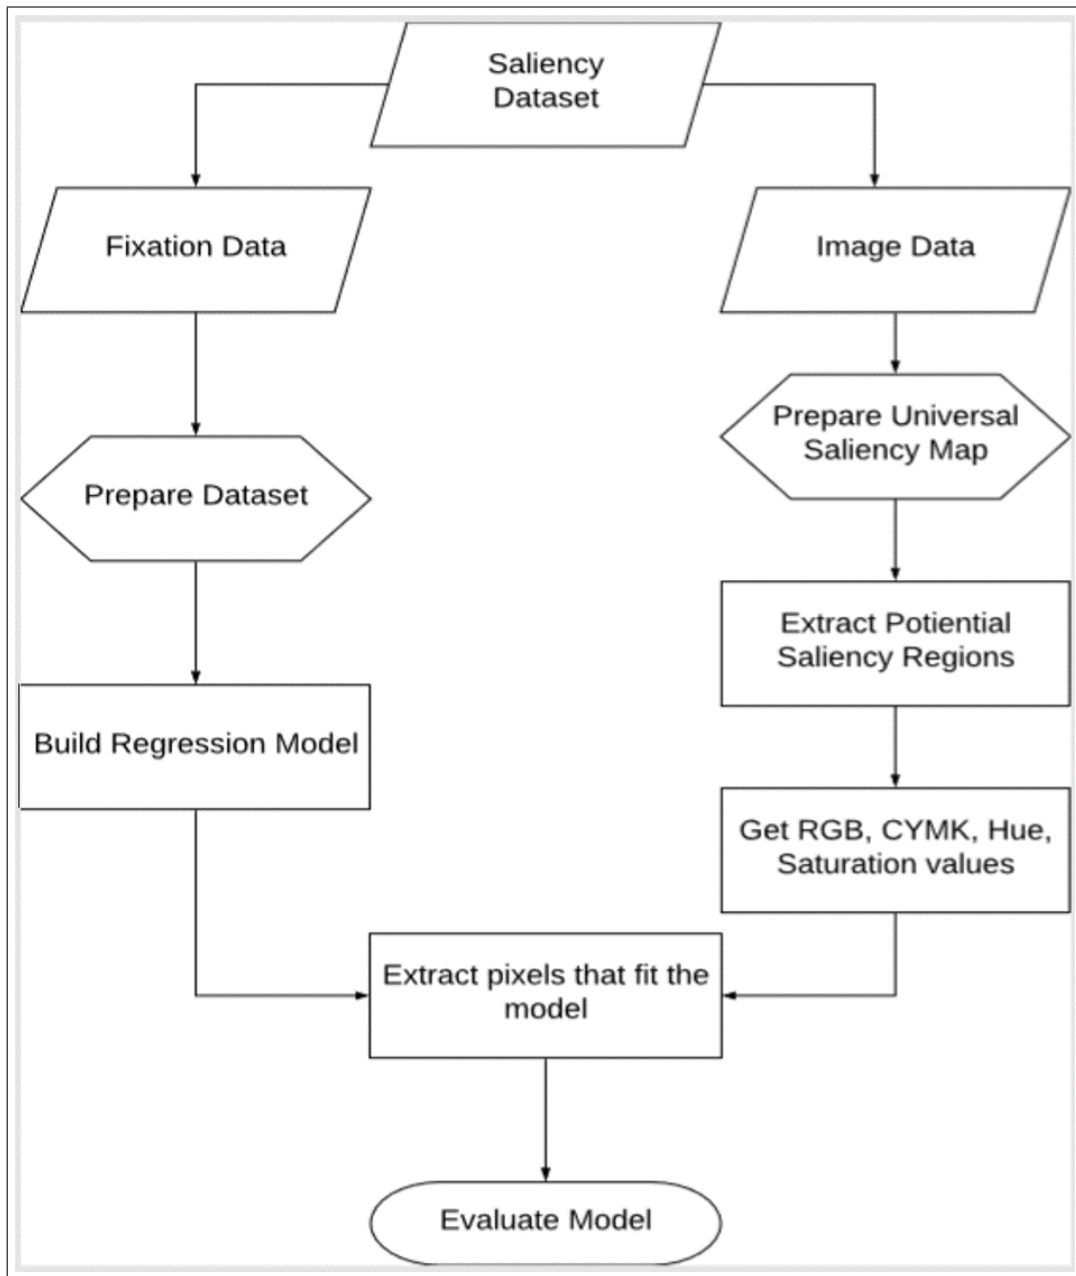 Saliency
Dataset
Fixation Data
Image Data
Prepare Universal
Saliency Map
Prepare Dataset
Extract Potiential
Saliency Regions
Build Regression Model
Get RGB, CYMK, Hue,
Saturation values
Extract pixels that fit the
model
Evaluate Model